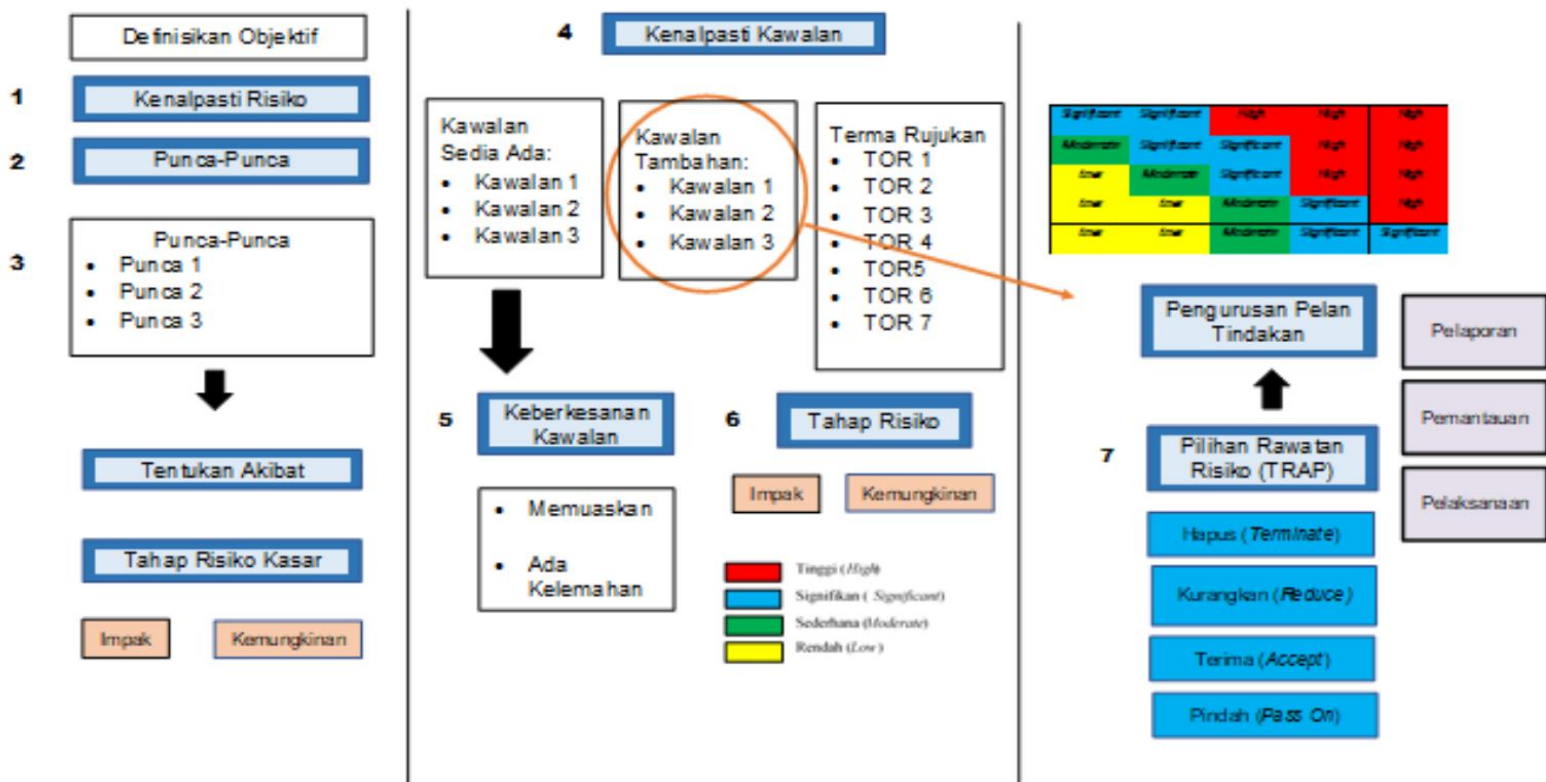 Definisikan Objektif
1 Kenalpasti Risiko
2 Punca-Punca
3 Punca-Punca
• Punca 1
• Punca 2
• Punca 3
Tentukan Akibat
Tahap Risiko Kasar
Impak Kemungkinan
4 Kenalpasti Kawalan
Kawalan
Sedia Ada:
• Kawalan 1
• Kawalan 2
• Kawalan 3
Kawalan
Tambahan:
• Kawalan 1
• Kawalan 2
• Kawalan 3
Terma Rujukan
• TOR 1
• TOR 2
• TOR 3
• TOR 4
• TOR5
• TOR 6
• TOR 7
5 Keberkesanan
Kawalan
• Memuaskan
• Ada
Kelemahan
6 Tahap Risiko
Impak Kemungkinan
Tinggi (High)
Signifikan ( Significant)
Sederhana (Moderate)
Rendah (Low)
Significant Significant High High High
Moderate Significant Significant High High
Low Moderate Significant High High
Low Low Moderate Significant High
Low Low Moderate Significant Significant
Pengurusan Pelan
Tindakan
7 Pilihan Rawatan
Risiko (TRAP)
Hapus (Terminate)
Kurangkan (Reduce)
Terima (Accept)
Pindah (Pass On)
Pelaporan
Pemantauan
Pelaksanaan